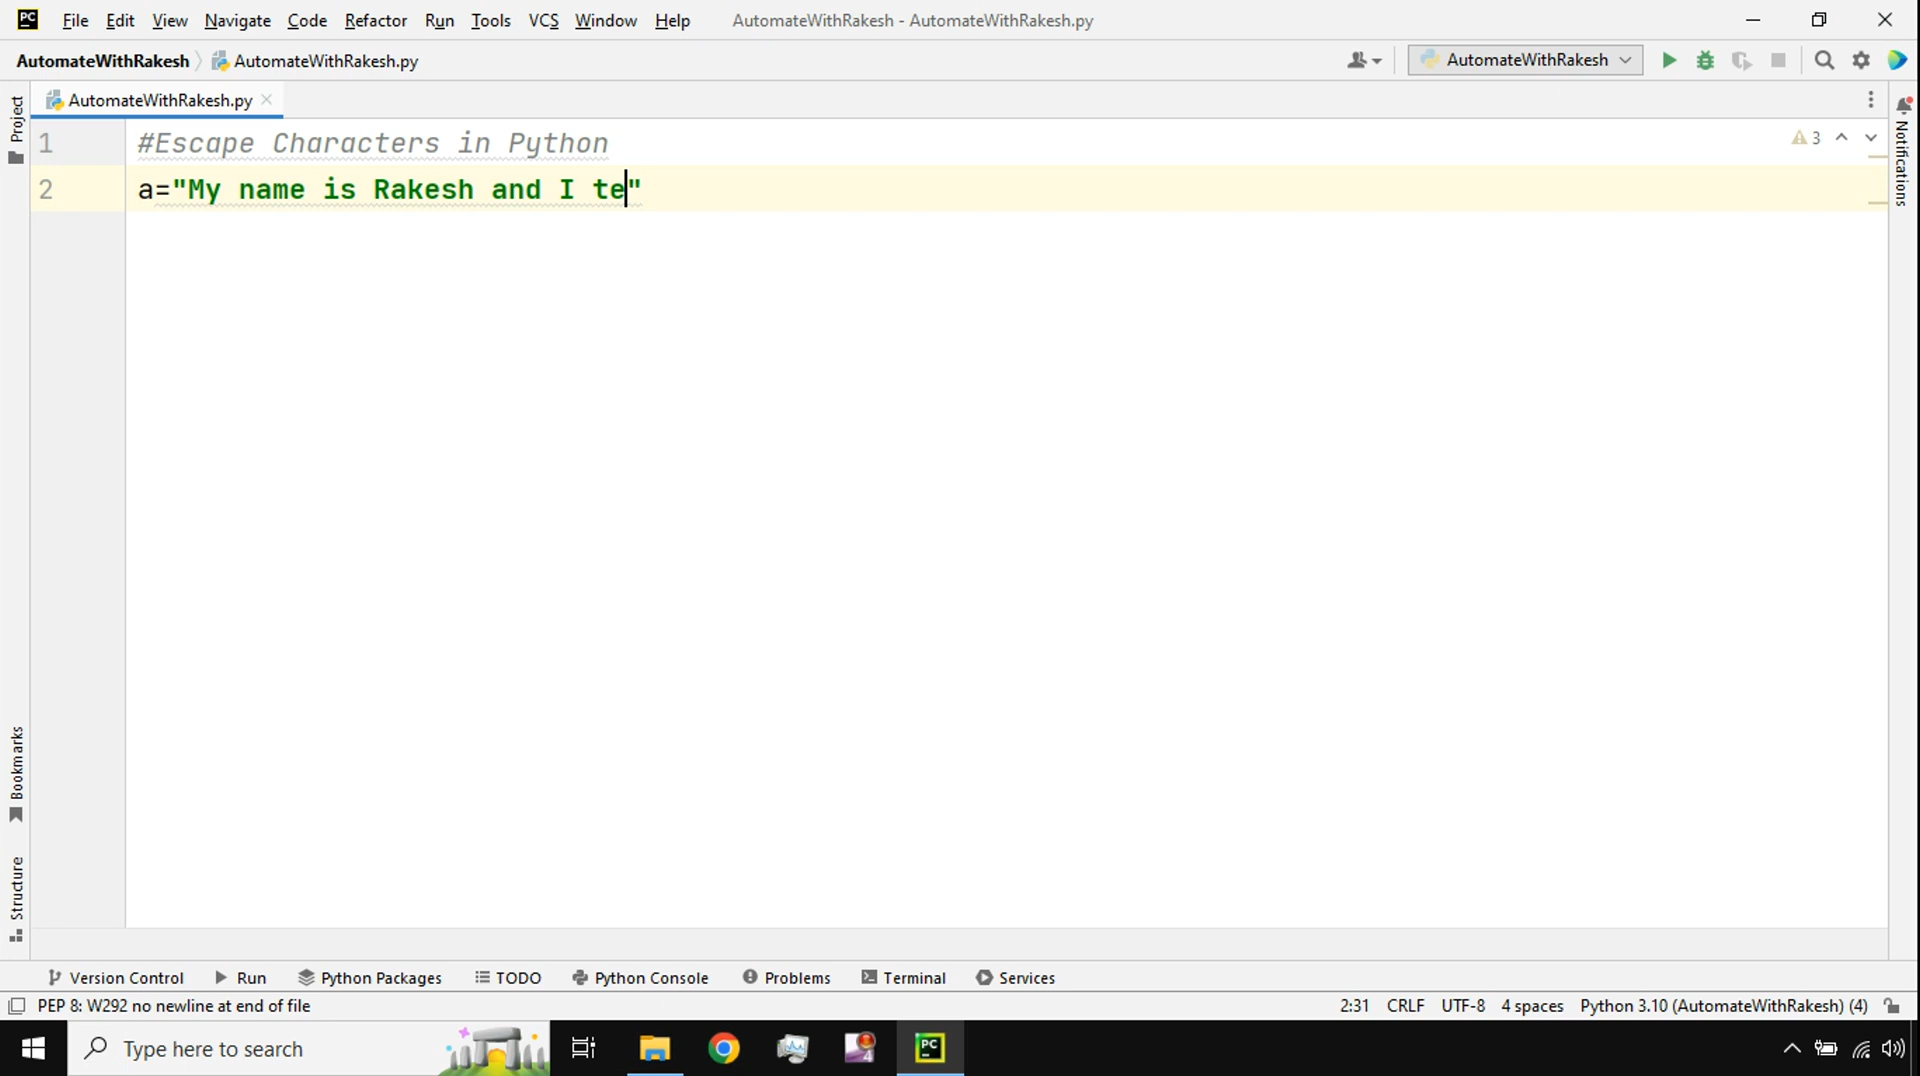 PC File Edit View Navigate Code Refactor Run Tools VCS Window Help AutomateWithRakesh - AutomateWithRakesh.py
AutomateWithRakesh AutomateWithRakesh.py AutomateWithRakesh
Project
AutomateWithRakesh.py
Notifications
1 #Escape Characters in Python
3
2 a="My name is Rakesh and I te"
Bookmarks
Structure
Version Control Run Python Packages TODO Python Console Problems Terminal Services
PEP 8: W292 no newline at end of file 2:31 CRLF UTF-8 4 spaces Python 3.10 (AutomateWithRakesh) (4)
Type here to search 4 PC